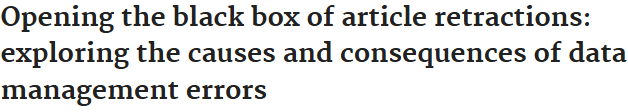 Opening the black box of article retractions:
exploring the causes and consequences of data
management errors